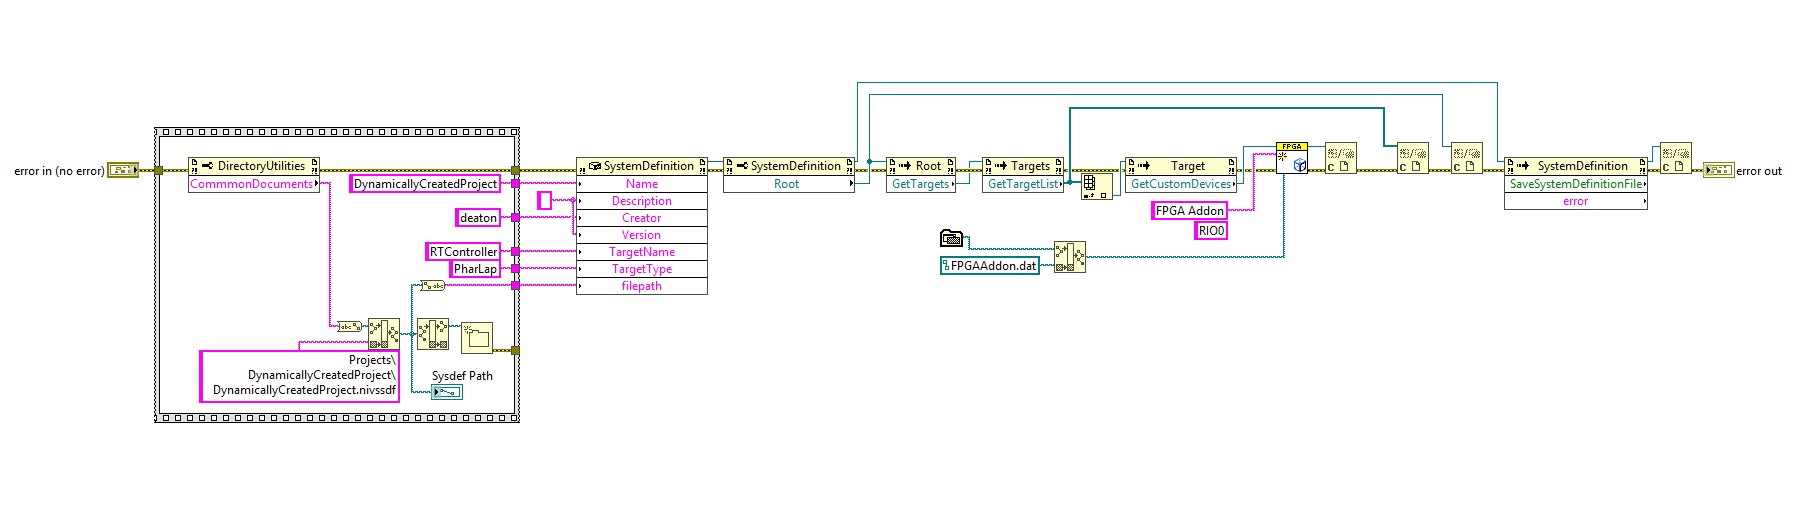 error in (no error)
DirectoryUtilities
CommmonDocuments
DynamicallyCreatedProject
deaton
RTController
PharLap
abc
abc
Projects\
DynamicallyCreatedProject\
DynamicallyCreatedProject.nivssdf
Sysdef Path
SystemDefinition
Name
Description
Creator
Version
TargetName
TargetType
filepath
SystemDefinition
Root
Root
GetTargets
Targets
GetTargetList
Target
GetCustomDevices
FPGA Addon
RIO0
FPGAAddon.dat
FPGA
C
C
C
SystemDefinition
SaveSystemDefinitionFile
error
C
error out